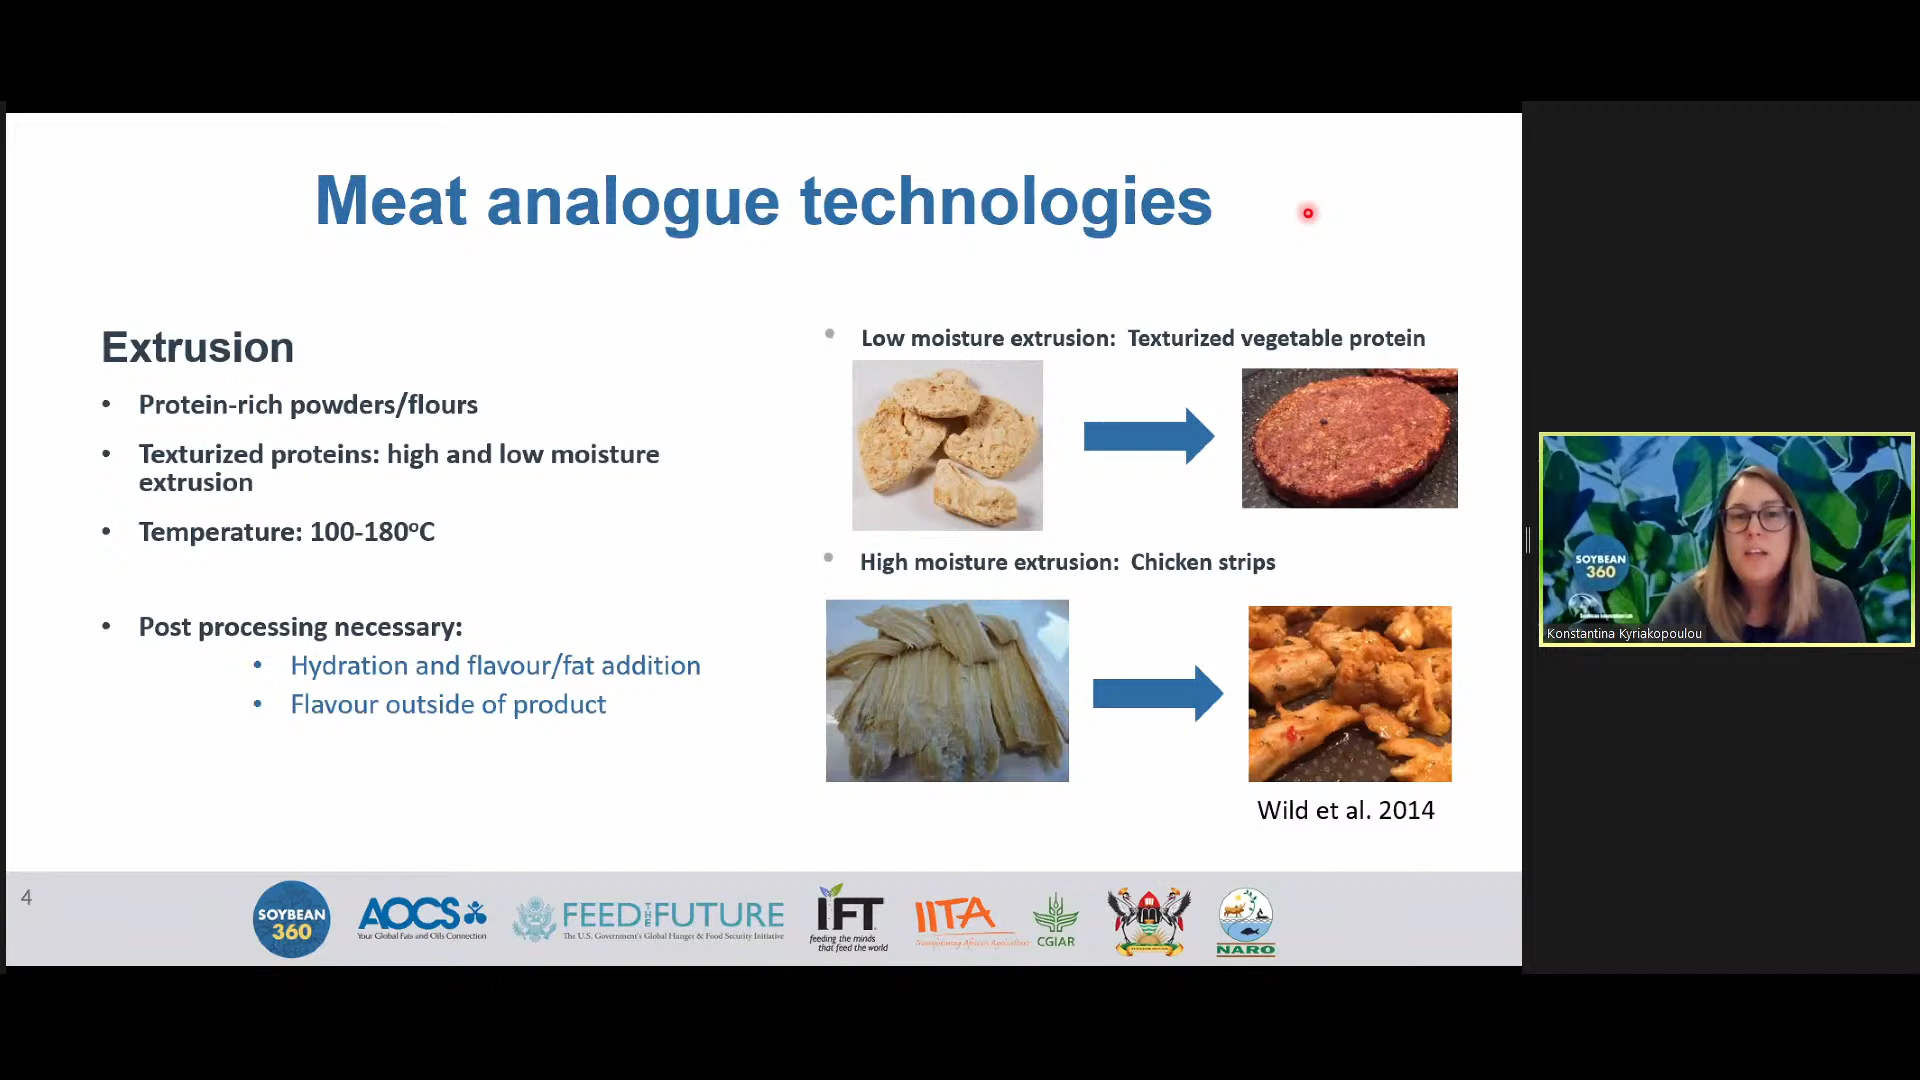 Meat analogue technologies
Extrusion
• Protein-rich powders/flours
• Texturized proteins: high and low moisture
extrusion
• Temperature: 100-180°C
• Post processing necessary:
• Hydration and flavour/fat addition
• Flavour outside of product
• Low moisture extrusion: Texturized vegetable protein
• High moisture extrusion: Chicken strips
Wild et al. 2014
SOYBEAN
360
Konstantina Kyriakopoulou
4
SOYBEAN
360
AOCS
Your Global Fats and Oils Connection
FEED THE FUTURE
The U.S. Government's Global Hunger & Food Security Initiative
IFT
feeding the minds
that feed the world
IITA
Transforming African Agriculture
CGIAR
NARO